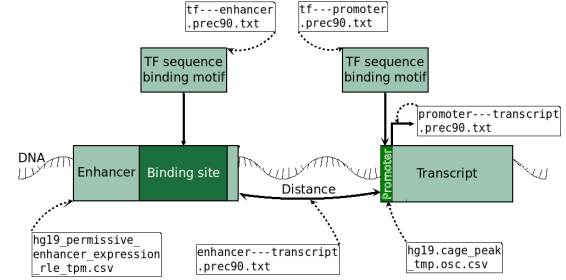 tf---enhancer
.prec90.txt
tf---promoter
.prec90.txt
TF sequence
binding motif
TF sequence
binding motif
promoter---transcript
.prec90.txt
DNA
Enhancer
Binding site
Distance
Promoter
Transcript
hg19_permissive_
enhancer_expression
_rle_tpm.csv
enhancer---transcript
.prec90.txt
hg19.cage_peak
_tmp.osc.csv